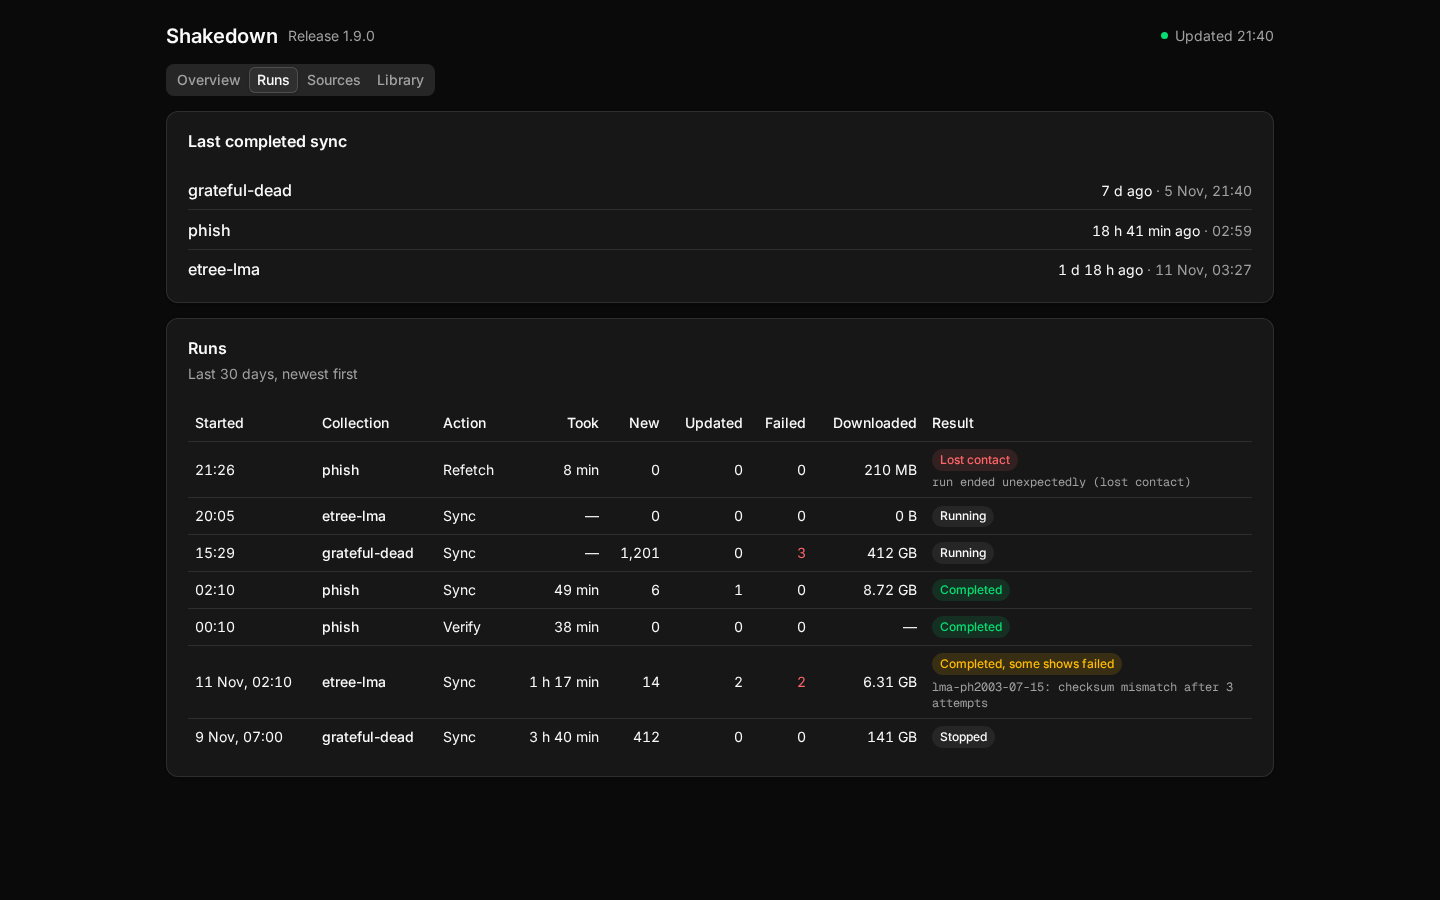 Shakedown Release 1.9.0 Updated 21:40
Overview Runs Sources Library
Last completed sync
grateful-dead 7 d ago · 5 Nov, 21:40
phish 18 h 41 min ago · 02:59
etree-lma 1 d 18 h ago · 11 Nov, 03:27
Runs
Last 30 days, newest first
Started Collection Action Took New Updated Failed Downloaded Result
21:26 phish Refetch 8 min 0 0 0 210 MB Lost contact
run ended unexpectedly (lost contact)
20:05 etree-lma Sync — 0 0 0 0 B Running
15:29 grateful-dead Sync — 1,201 0 3 412 GB Running
02:10 phish Sync 49 min 6 1 0 8.72 GB Completed
00:10 phish Verify 38 min 0 0 0 — Completed
11 Nov, 02:10 etree-lma Sync 1 h 17 min 14 2 2 6.31 GB Completed, some shows failed
lma-ph2003-07-15: checksum mismatch after 3
attempts
9 Nov, 07:00 grateful-dead Sync 3 h 40 min 412 0 0 141 GB Stopped